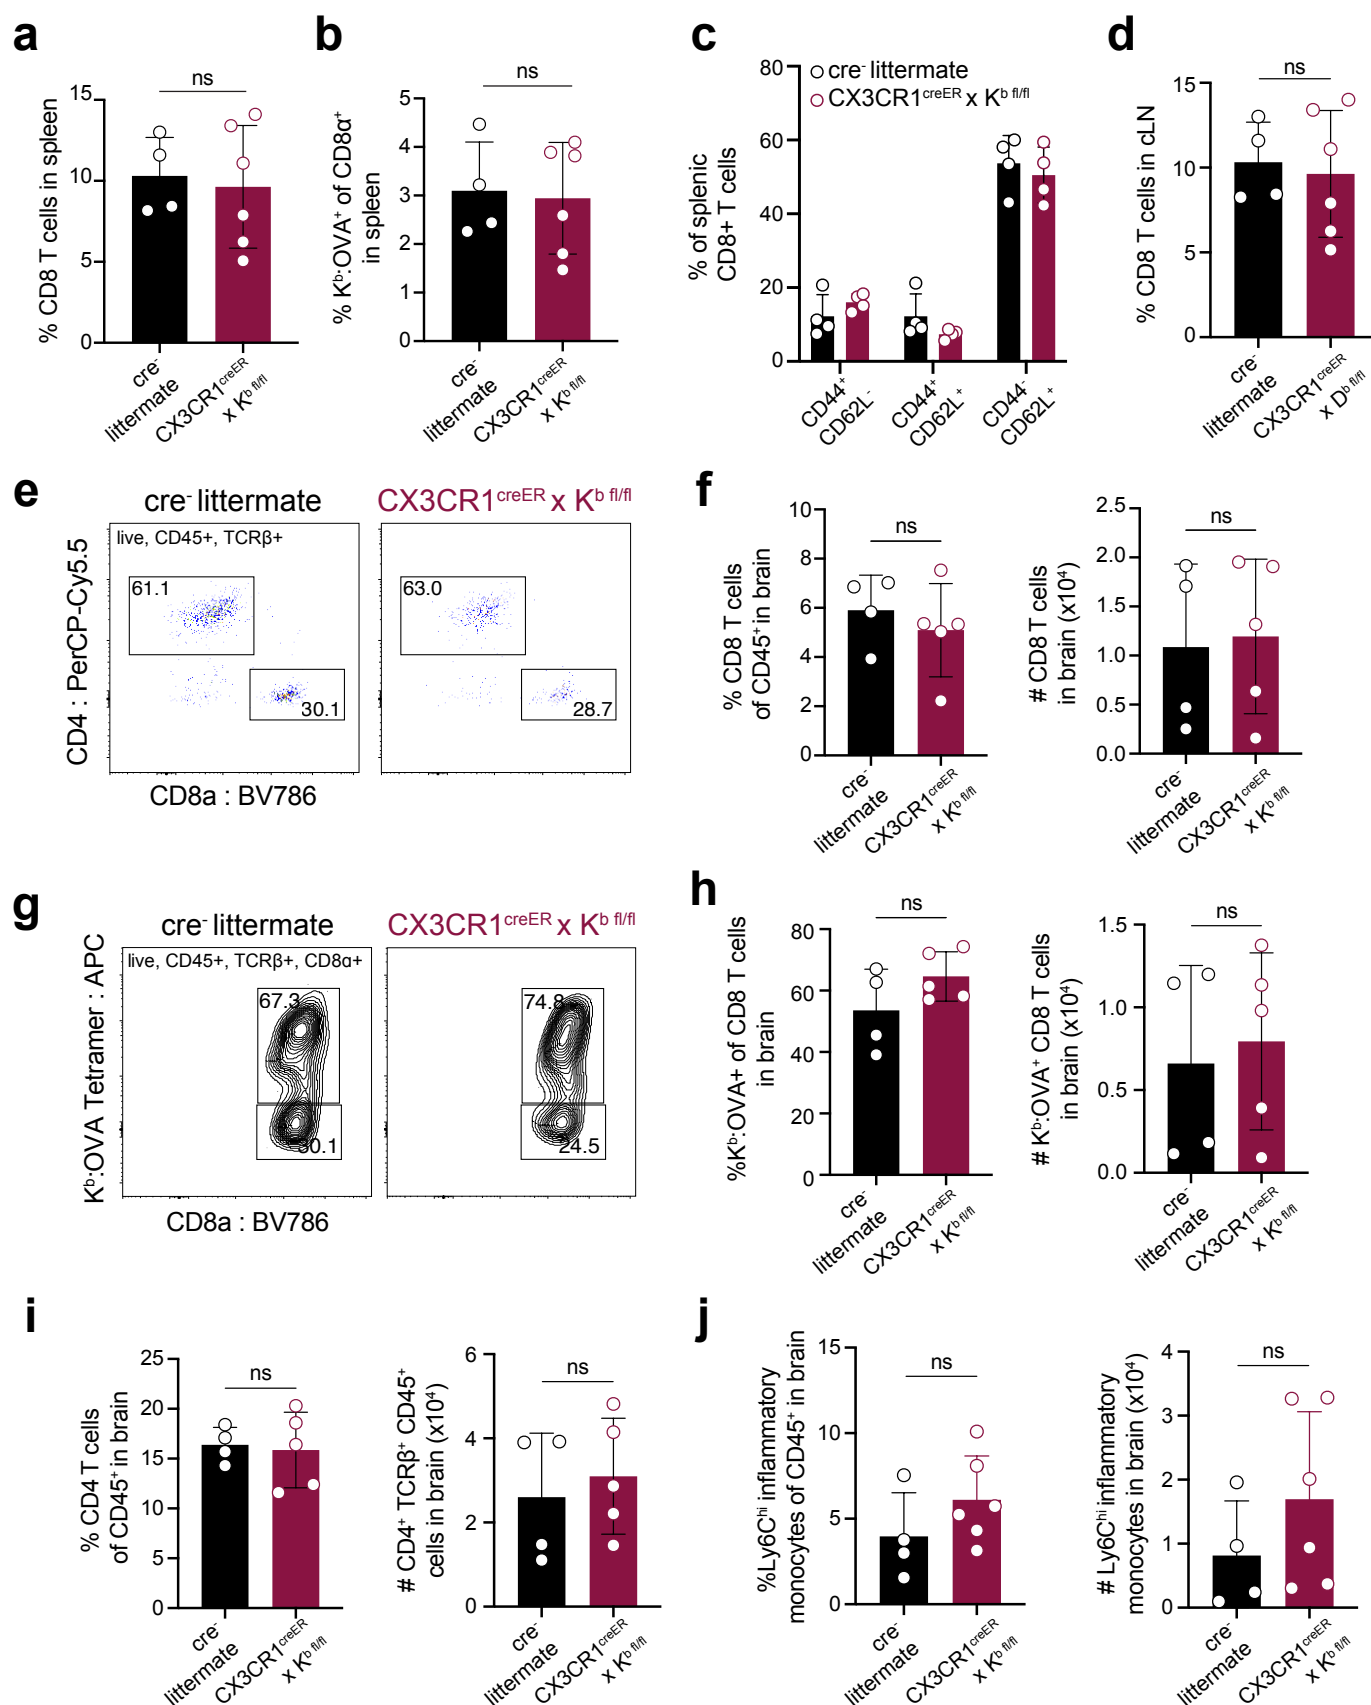 a
% CD8 T cells in spleen
15
10
5
0
ns
cre-
littermate
CX3CR1creER
x Kb fl/fl
b
% Kb:OVA+ of CD8α+
in spleen
5
4
3
2
1
0
ns
cre-
littermate
CX3CR1creER
x Kb fl/fl
c
% of splenic
CD8+ T cells
80
60
40
20
0
cre- littermate
CX3CR1creER x Kb fl/fl
CD44+
CD62L-
CD44+
CD62L+
CD44-
CD62L+
d
% CD8 T cells in cLN
15
10
5
0
ns
cre-
littermate
CX3CR1creER
x Db fl/fl
e
cre- littermate
CX3CR1creER x Kb fl/fl
live, CD45+, TCRβ+
61.1
30.1
63.0
28.7
CD4 : PerCP-Cy5.5
CD8a : BV786
f
% CD8 T cells
of CD45+ in brain
10
8
6
4
2
0
ns
cre-
littermate
CX3CR1creER
x Kb fl/fl
# CD8 T cells
in brain (x10⁴)
2.5
2.0
1.5
1.0
0.5
0.0
ns
cre-
littermate
CX3CR1creER
x Kb fl/fl
g
cre- littermate
CX3CR1creER x Kb fl/fl
live, CD45+, TCRβ+, CD8α+
67.3
30.1
74.8
24.5
Kb:OVA Tetramer : APC
CD8a : BV786
h
%Kb:OVA+ of CD8 T cells
in brain
80
60
40
20
0
ns
cre-
littermate
CX3CR1creER
x Kb fl/fl
# Kb:OVA+ CD8 T cells
in brain (x10⁴)
1.5
1.0
0.5
0.0
ns
cre-
littermate
CX3CR1creER
x Kb fl/fl
i
% CD4 T cells
of CD45+ in brain
25
20
15
10
5
0
ns
cre-
littermate
CX3CR1creER
x Kb fl/fl
# CD4+ TCRβ+ CD45+
cells in brain (x10⁴)
6
4
2
0
ns
cre-
littermate
CX3CR1creER
x Kb fl/fl
j
%Ly6Chi inflammatory
monocytes of CD45+ in brain
15
10
5
0
ns
cre-
littermate
CX3CR1creER
x Kb fl/fl
# Ly6Chi inflammatory
monocytes in brain (x10⁴)
4
3
2
1
0
ns
cre-
littermate
CX3CR1creER
x Kb fl/fl